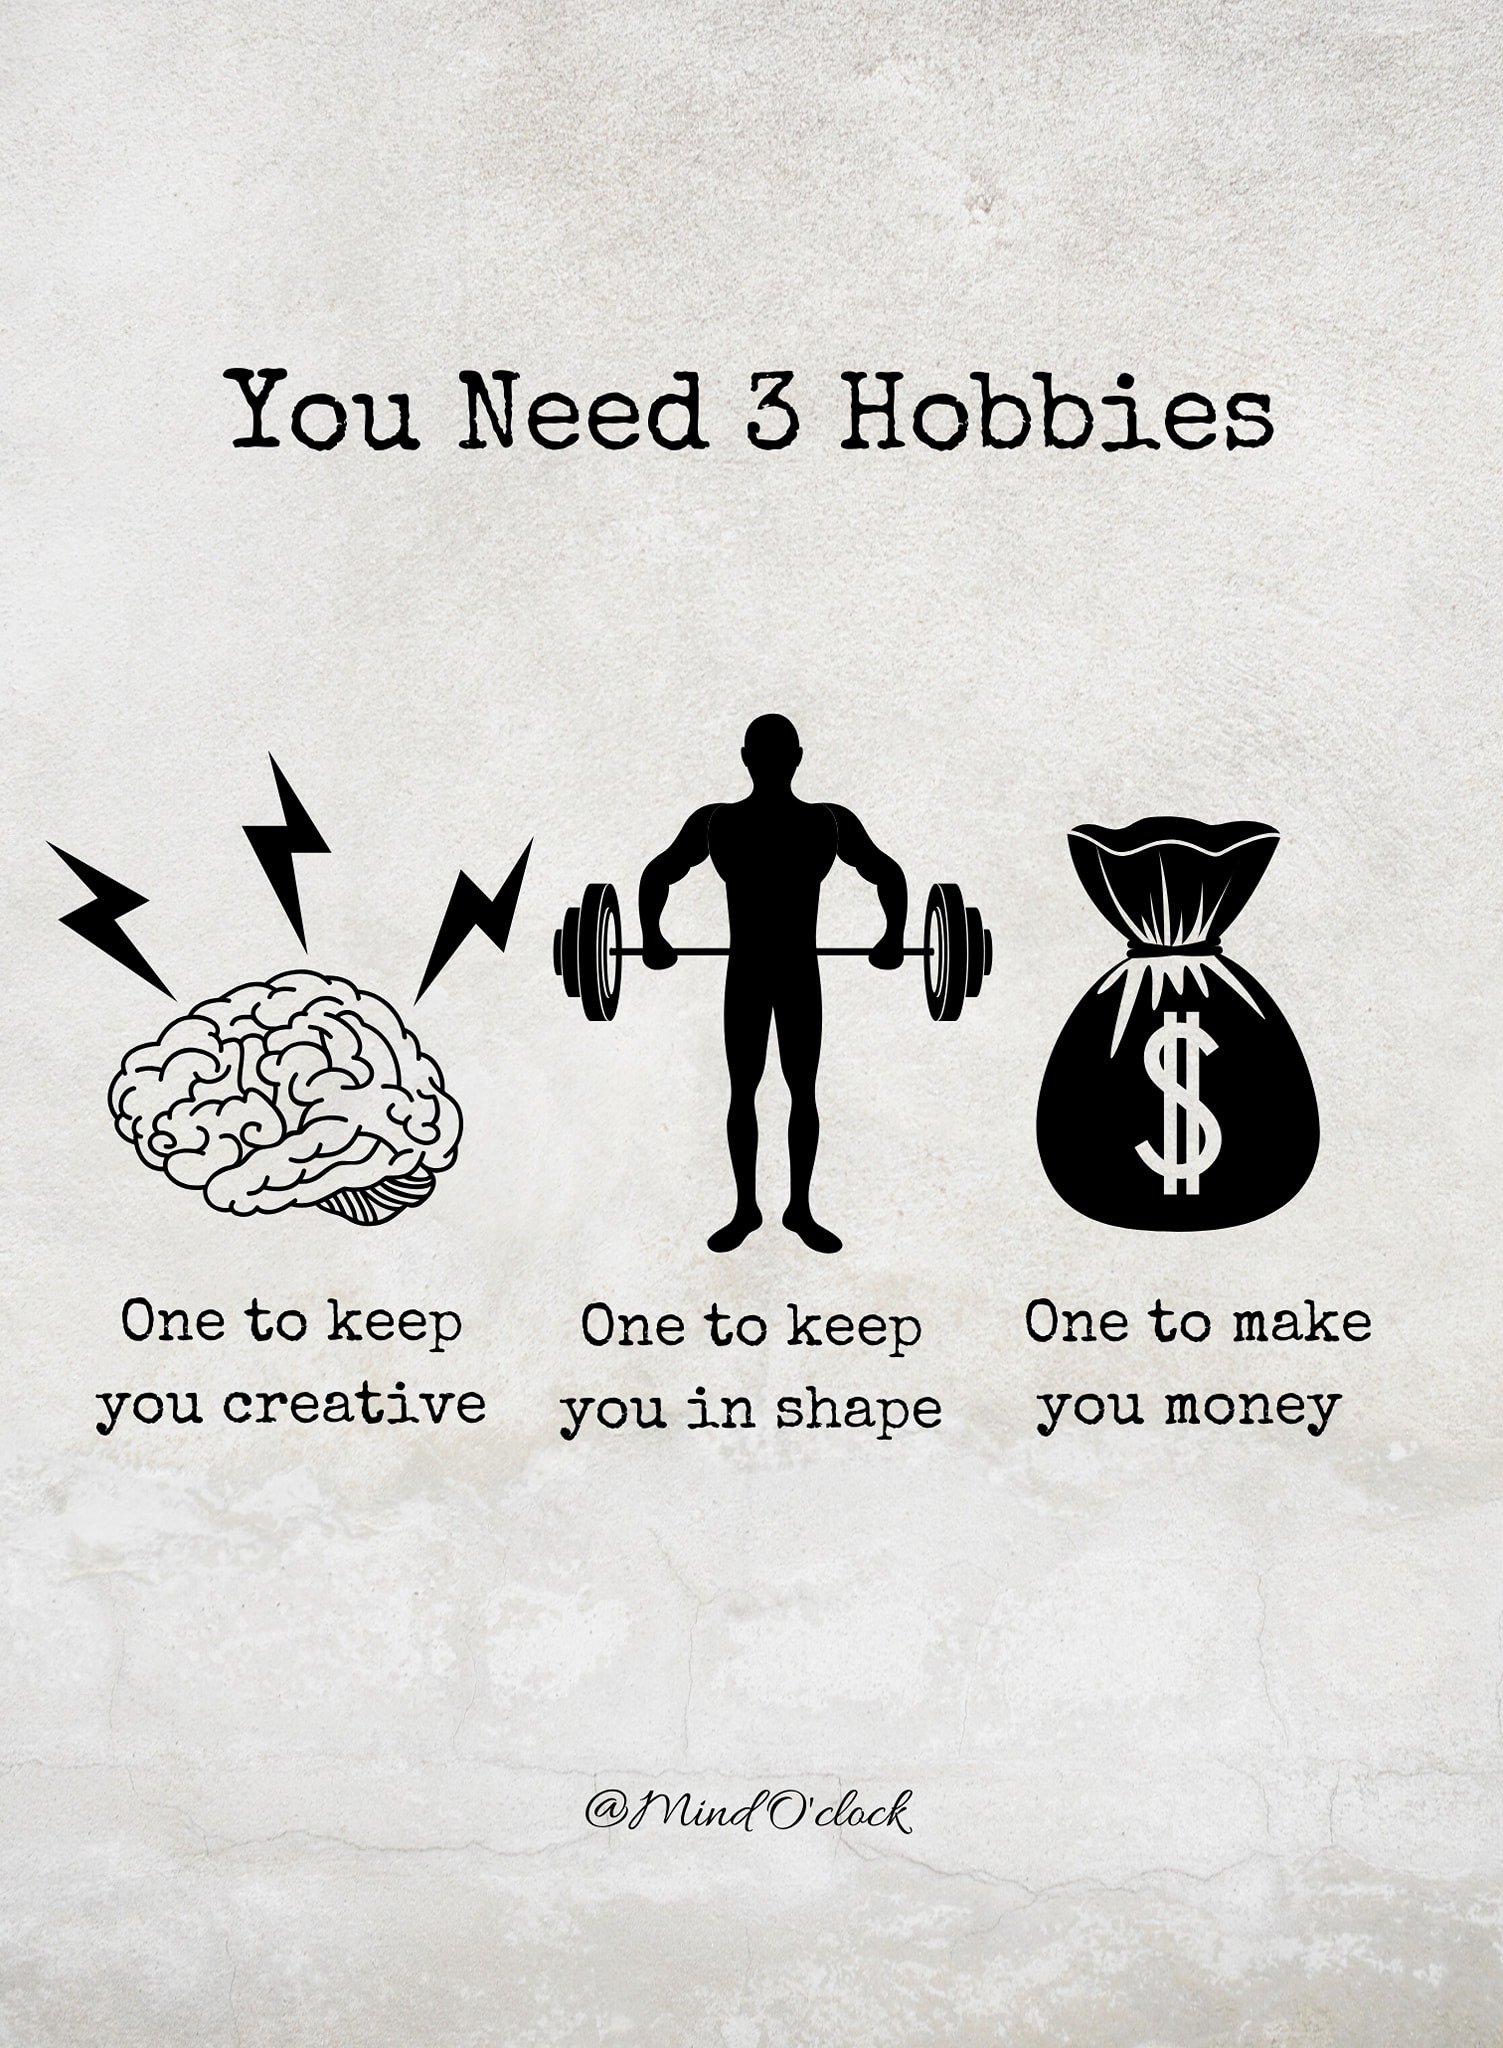 You Need 3 Hobbies
One to keep
you creative
One to keep
you in shape
One to make
you money
$
@Mind O'clock